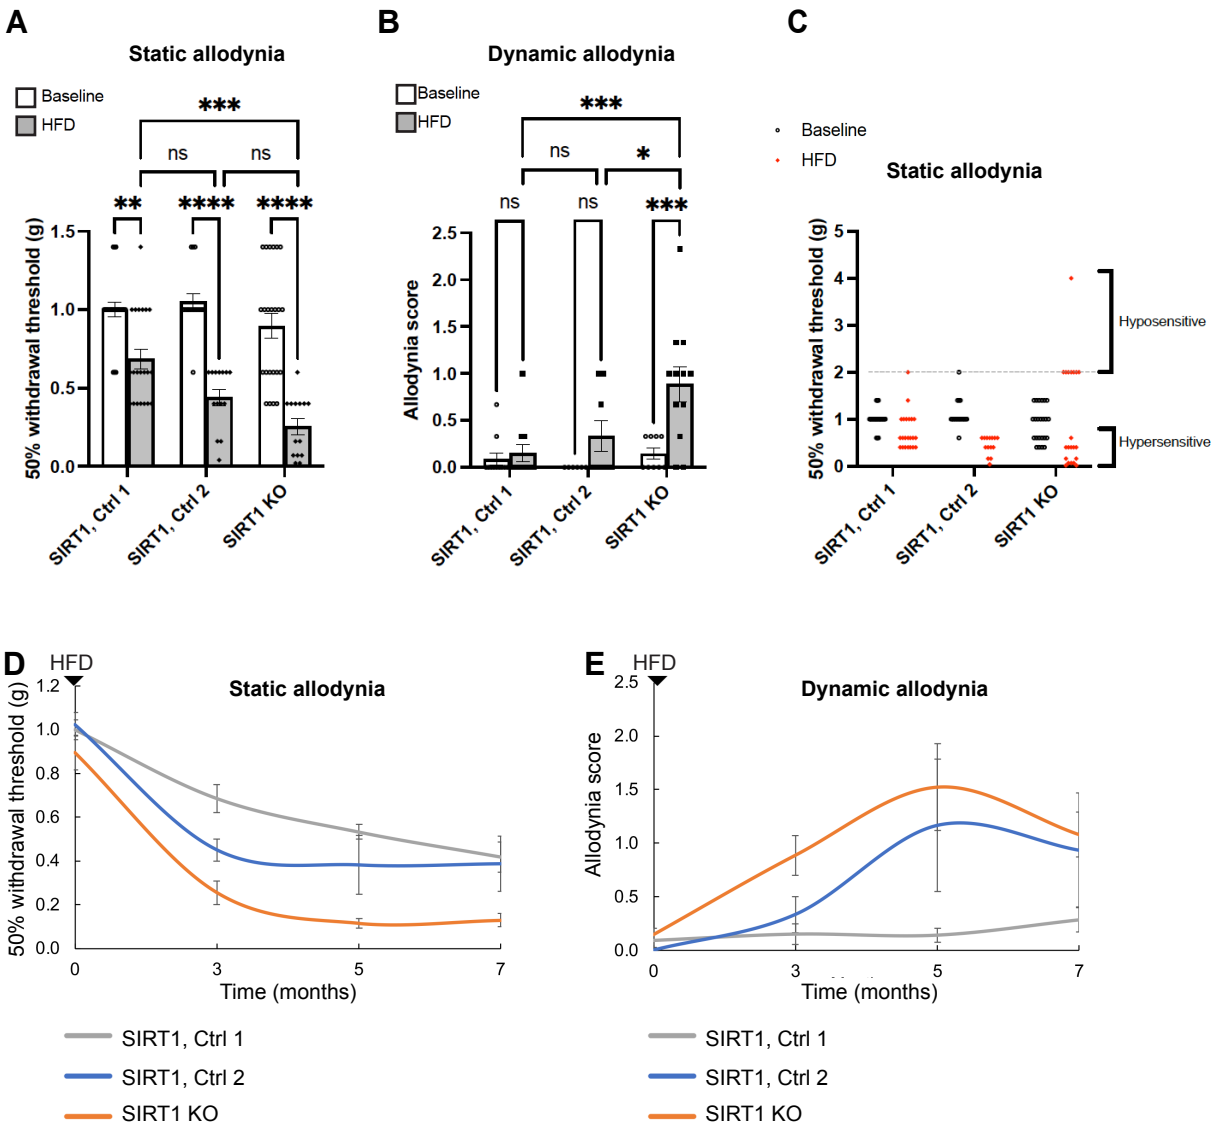 A
Static allodynia
Baseline
HFD
***
ns
ns
**
****
****
50% withdrawal threshold (g)
1.5
1.0
0.5
0.0
SIRT1, Ctrl 1
SIRT1, Ctrl 2
SIRT1 KO
B
Dynamic allodynia
Baseline
HFD
***
ns
*
ns
ns
***
Allodynia score
2.5
2.0
1.5
1.0
0.5
0.0
SIRT1, Ctrl 1
SIRT1, Ctrl 2
SIRT1 KO
C
Baseline
HFD
Static allodynia
50% withdrawal threshold (g)
5
4
3
2
1
0
Hyposensitive
Hypersensitive
SIRT1, Ctrl 1
SIRT1, Ctrl 2
SIRT1 KO
D
HFD
Static allodynia
50% withdrawal threshold (g)
1.2
1.0
0.8
0.6
0.4
0.2
0.0
0
3
5
7
Time (months)
SIRT1, Ctrl 1
SIRT1, Ctrl 2
SIRT1 KO
E
HFD
Dynamic allodynia
Allodynia score
2.5
2.0
1.5
1.0
0.5
0.0
0
3
5
7
Time (months)
SIRT1, Ctrl 1
SIRT1, Ctrl 2
SIRT1 KO